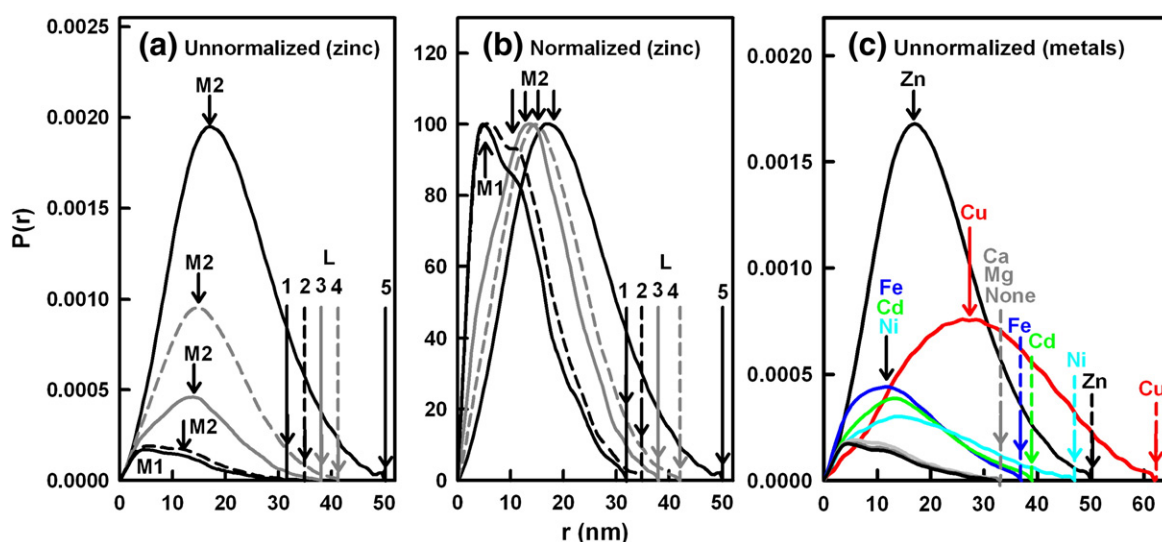 (a) Unnormalized (zinc)
P(r)
0.0025
0.0020
0.0015
0.0010
0.0005
0.0000
M2
M2
M2
M2
M1
L
1 2 3 4 5
0 10 20 30 40 50
(b) Normalized (zinc)
120
100
80
60
40
20
0
M2
M1
L
1 2 3 4 5
0 10 20 30 40 50
r (nm)
(c) Unnormalized (metals)
0.0020
0.0015
0.0010
0.0005
0.0000
Zn
Cu
Ca
Mg
None
Fe
Cd
Ni
Fe
Cd
Ni
Zn
Cu
0 10 20 30 40 50 60